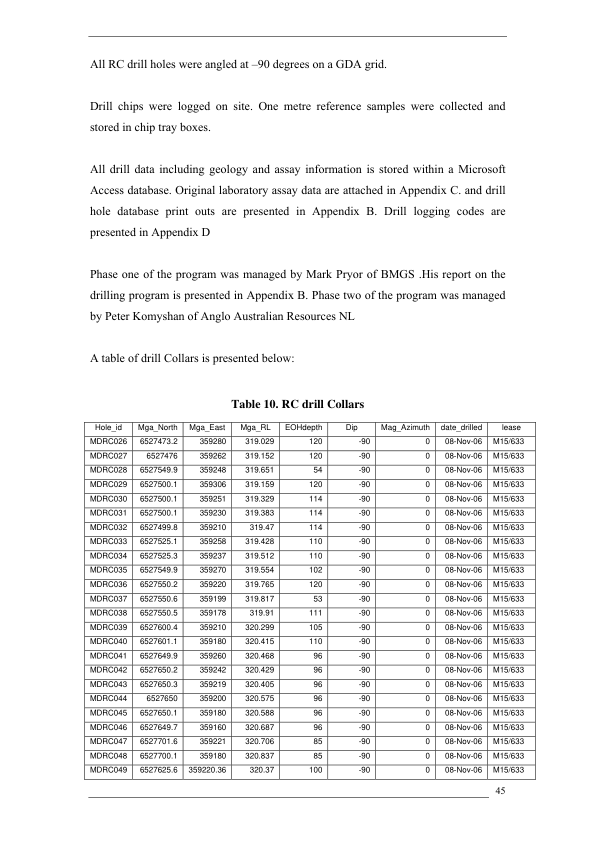 All RC drill holes were angled at –90 degrees on a GDA grid.
Drill chips were logged on site. One metre reference samples were collected and
stored in chip tray boxes.
All drill data including geology and assay information is stored within a Microsoft
Access database. Original laboratory assay data are attached in Appendix C. and drill
hole database print outs are presented in Appendix B. Drill logging codes are
presented in Appendix D
Phase one of the program was managed by Mark Pryor of BMGS .His report on the
drilling program is presented in Appendix B. Phase two of the program was managed
by Peter Komyshan of Anglo Australian Resources NL
A table of drill Collars is presented below:
Table 10. RC drill Collars
Hole_id Mga_North Mga_East Mga_RL EOHdepth Dip Mag_Azimuth date_drilled lease
MDRC026 6527473.2 359280 319.029 120 -90 0 08-Nov-06 M15/633
MDRC027 6527476 359262 319.152 120 -90 0 08-Nov-06 M15/633
MDRC028 6527549.9 359248 319.651 54 -90 0 08-Nov-06 M15/633
MDRC029 6527500.1 359306 319.159 120 -90 0 08-Nov-06 M15/633
MDRC030 6527500.1 359251 319.329 114 -90 0 08-Nov-06 M15/633
MDRC031 6527500.1 359230 319.383 114 -90 0 08-Nov-06 M15/633
MDRC032 6527499.8 359210 319.47 114 -90 0 08-Nov-06 M15/633
MDRC033 6527525.1 359258 319.428 110 -90 0 08-Nov-06 M15/633
MDRC034 6527525.3 359237 319.512 110 -90 0 08-Nov-06 M15/633
MDRC035 6527549.9 359270 319.554 102 -90 0 08-Nov-06 M15/633
MDRC036 6527550.2 359220 319.765 120 -90 0 08-Nov-06 M15/633
MDRC037 6527550.6 359199 319.817 53 -90 0 08-Nov-06 M15/633
MDRC038 6527550.5 359178 319.91 111 -90 0 08-Nov-06 M15/633
MDRC039 6527600.4 359210 320.299 105 -90 0 08-Nov-06 M15/633
MDRC040 6527601.1 359180 320.415 110 -90 0 08-Nov-06 M15/633
MDRC041 6527649.9 359260 320.468 96 -90 0 08-Nov-06 M15/633
MDRC042 6527650.2 359242 320.429 96 -90 0 08-Nov-06 M15/633
MDRC043 6527650.3 359219 320.405 96 -90 0 08-Nov-06 M15/633
MDRC044 6527650 359200 320.575 96 -90 0 08-Nov-06 M15/633
MDRC045 6527650.1 359180 320.588 96 -90 0 08-Nov-06 M15/633
MDRC046 6527649.7 359160 320.687 96 -90 0 08-Nov-06 M15/633
MDRC047 6527701.6 359221 320.706 85 -90 0 08-Nov-06 M15/633
MDRC048 6527700.1 359180 320.837 85 -90 0 08-Nov-06 M15/633
MDRC049 6527625.6 359220.36 320.37 100 -90 0 08-Nov-06 M15/633
45